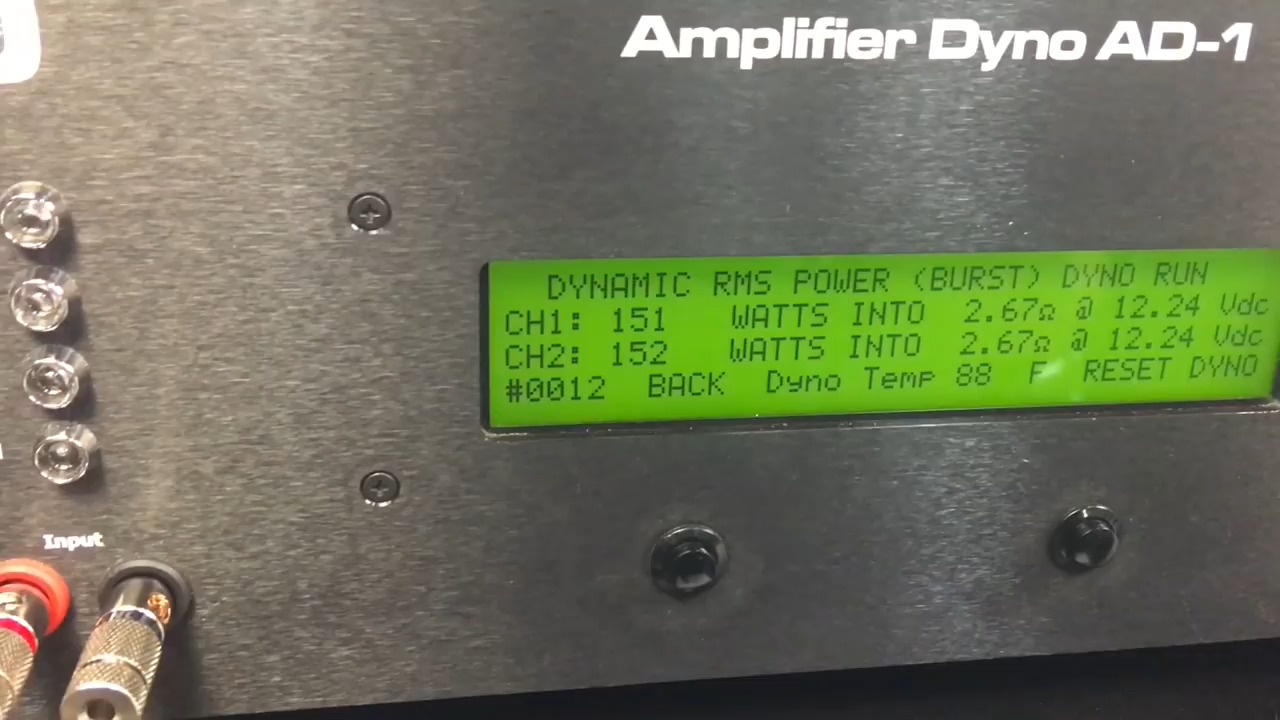 Amplifier Dyno AD-1
DYNAMIC RMS POWER (BURST) DYNO RUN
CH1: 151 WATTS INTO 2.67Ω @ 12.24 Vdc
CH2: 152 WATTS INTO 2.67Ω @ 12.24 Vdc
#0012 BACK Dyno Temp 88 F RESET DYNO
Input